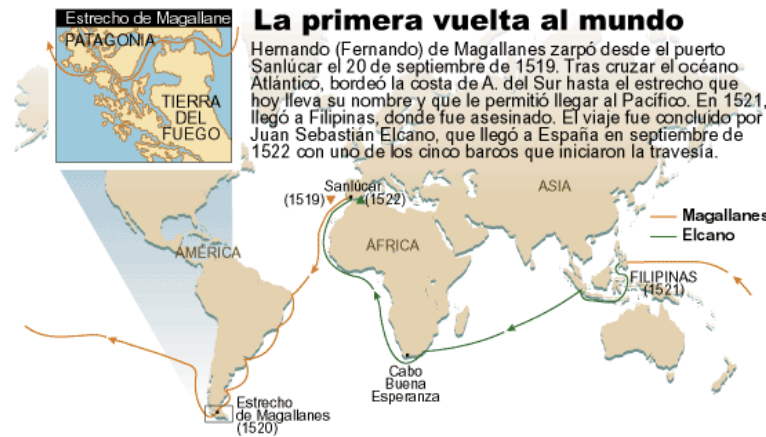 Estrecho de Magallane
PATAGONIA
TIERRA
DEL
FUEGO
La primera vuelta al mundo
Hernando (Fernando) de Magallanes zarpó desde el puerto
Sanlúcar el 20 de septiembre de 1519. Tras cruzar el océano
Atlántico, bordeó la costa de A. del Sur hasta el estrecho que
hoy lleva su nombre y que le permitió llegar al Pacífico. En 1521,
llegó a Filipinas, donde fue asesinado. El viaje fue concluido por
Juan Sebastián Elcano, que llegó a España en septiembre de
1522 con uno de los cinco barcos que iniciaron la travesía.
Sanlúcar
(1519)
(1522)
ASIA
Magallanes
Elcano
AMÉRICA
ÁFRICA
FILIPINAS
(1521)
Cabo
Buena
Esperanza
Estrecho
de Magallanes
(1520)